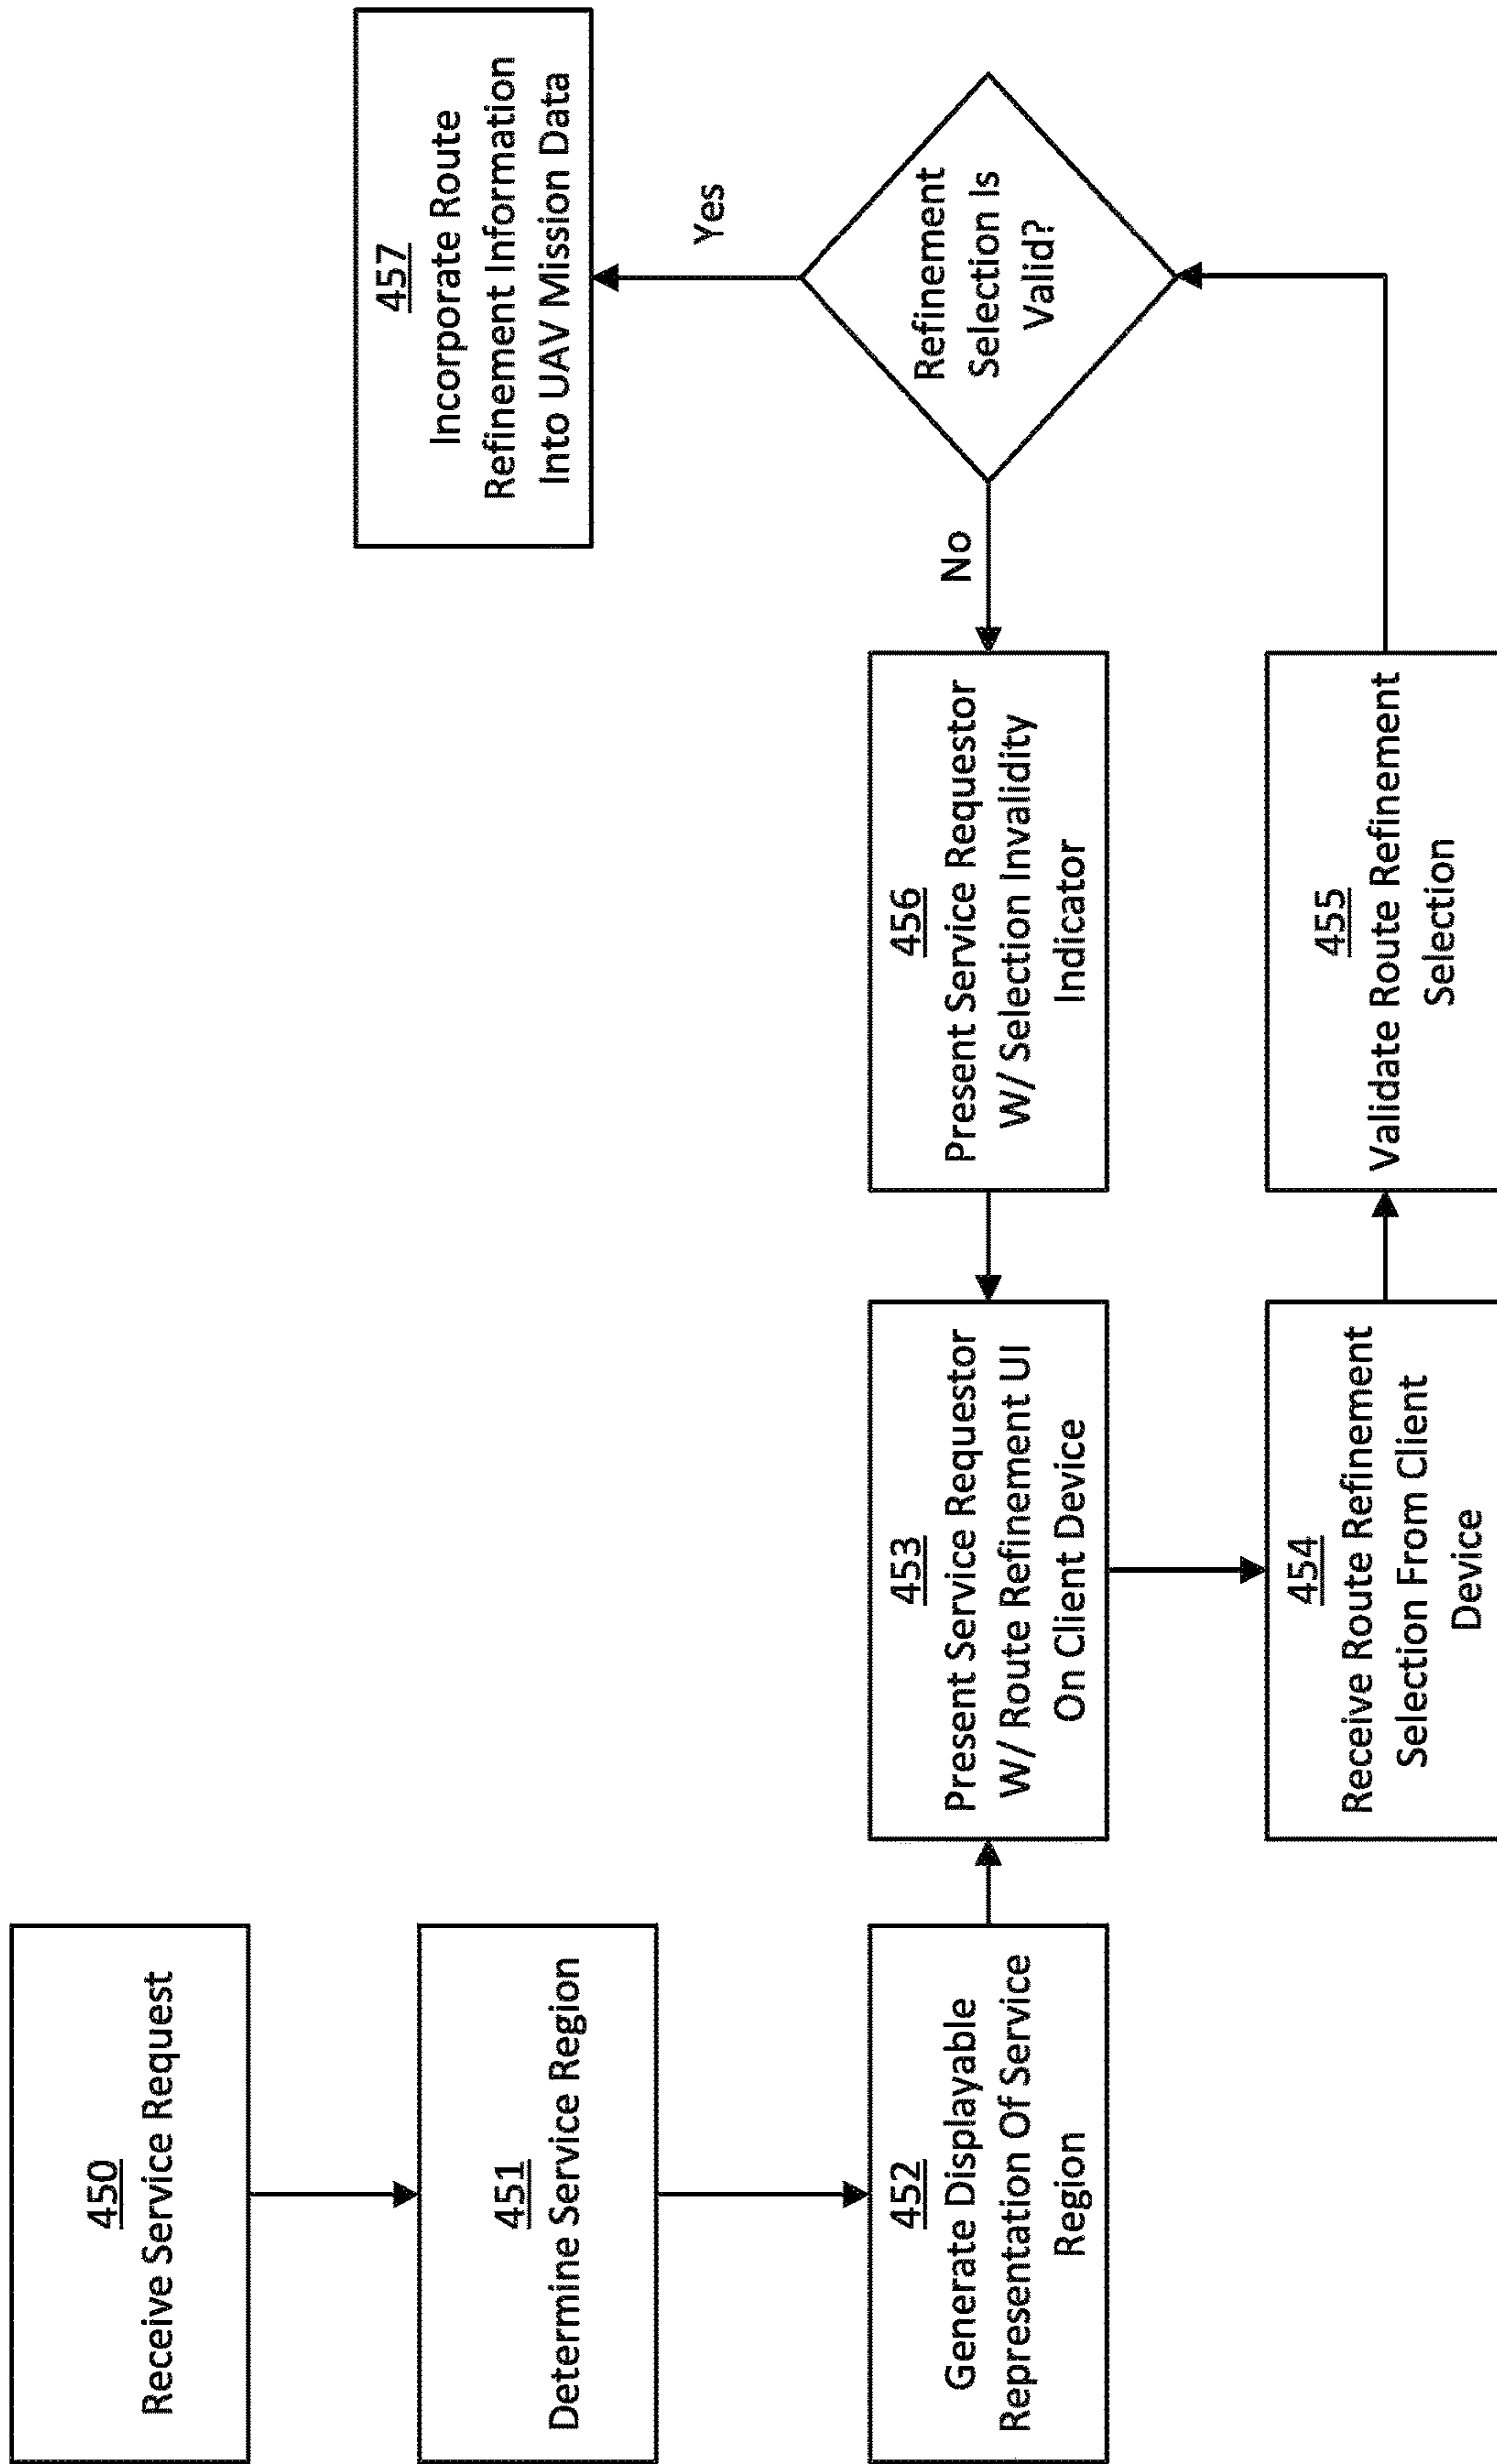 450
Receive Service Request
451
Determine Service Region
452
Generate Displayable
Representation Of Service
Region
453
Present Service Requestor
W/ Route Refinement UI
On Client Device
454
Receive Route Refinement
Selection From Client
Device
455
Validate Route Refinement
Selection
456
Present Service Requestor
W/ Selection Invalidity
Indicator
No
Refinement
Selection Is
Valid?
Yes
457
Incorporate Route
Refinement Information
Into UAV Mission Data